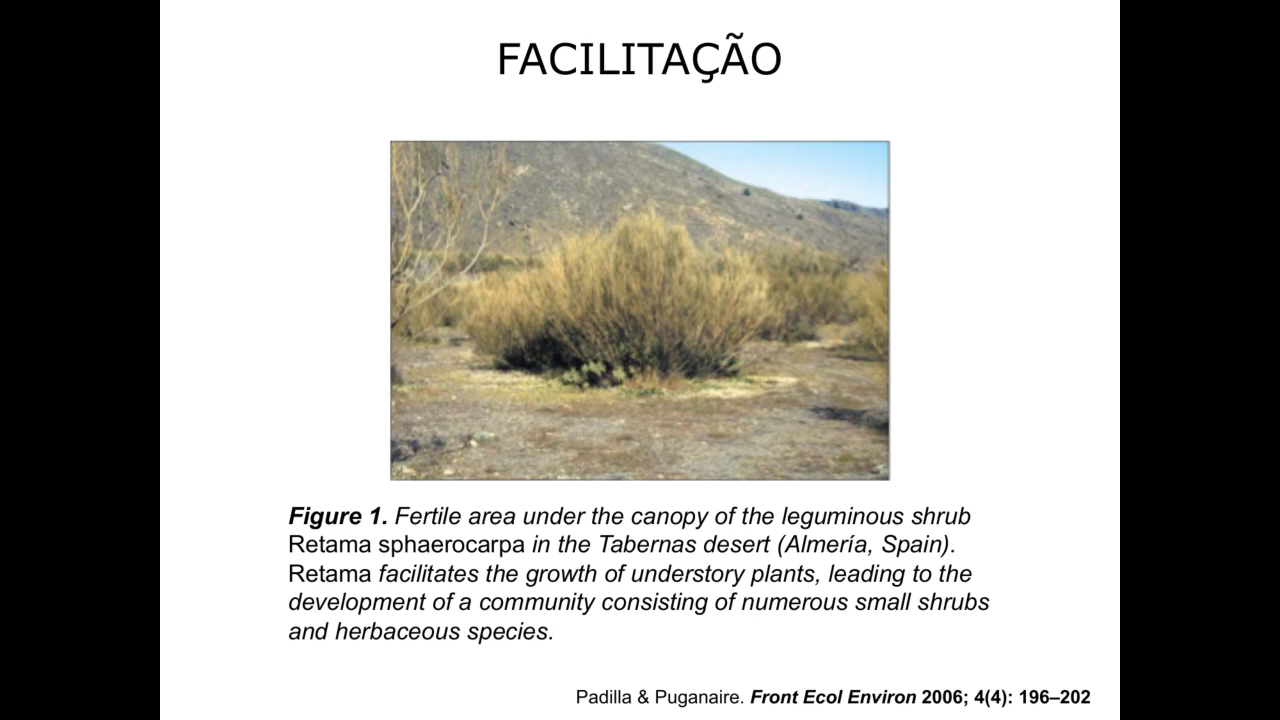 FACILITAÇÃO
Figure 1. Fertile area under the canopy of the leguminous shrub
Retama sphaerocarpa in the Tabernas desert (Almería, Spain).
Retama facilitates the growth of understory plants, leading to the
development of a community consisting of numerous small shrubs
and herbaceous species.
Padilla & Puganaire. Front Ecol Environ 2006; 4(4): 196–202